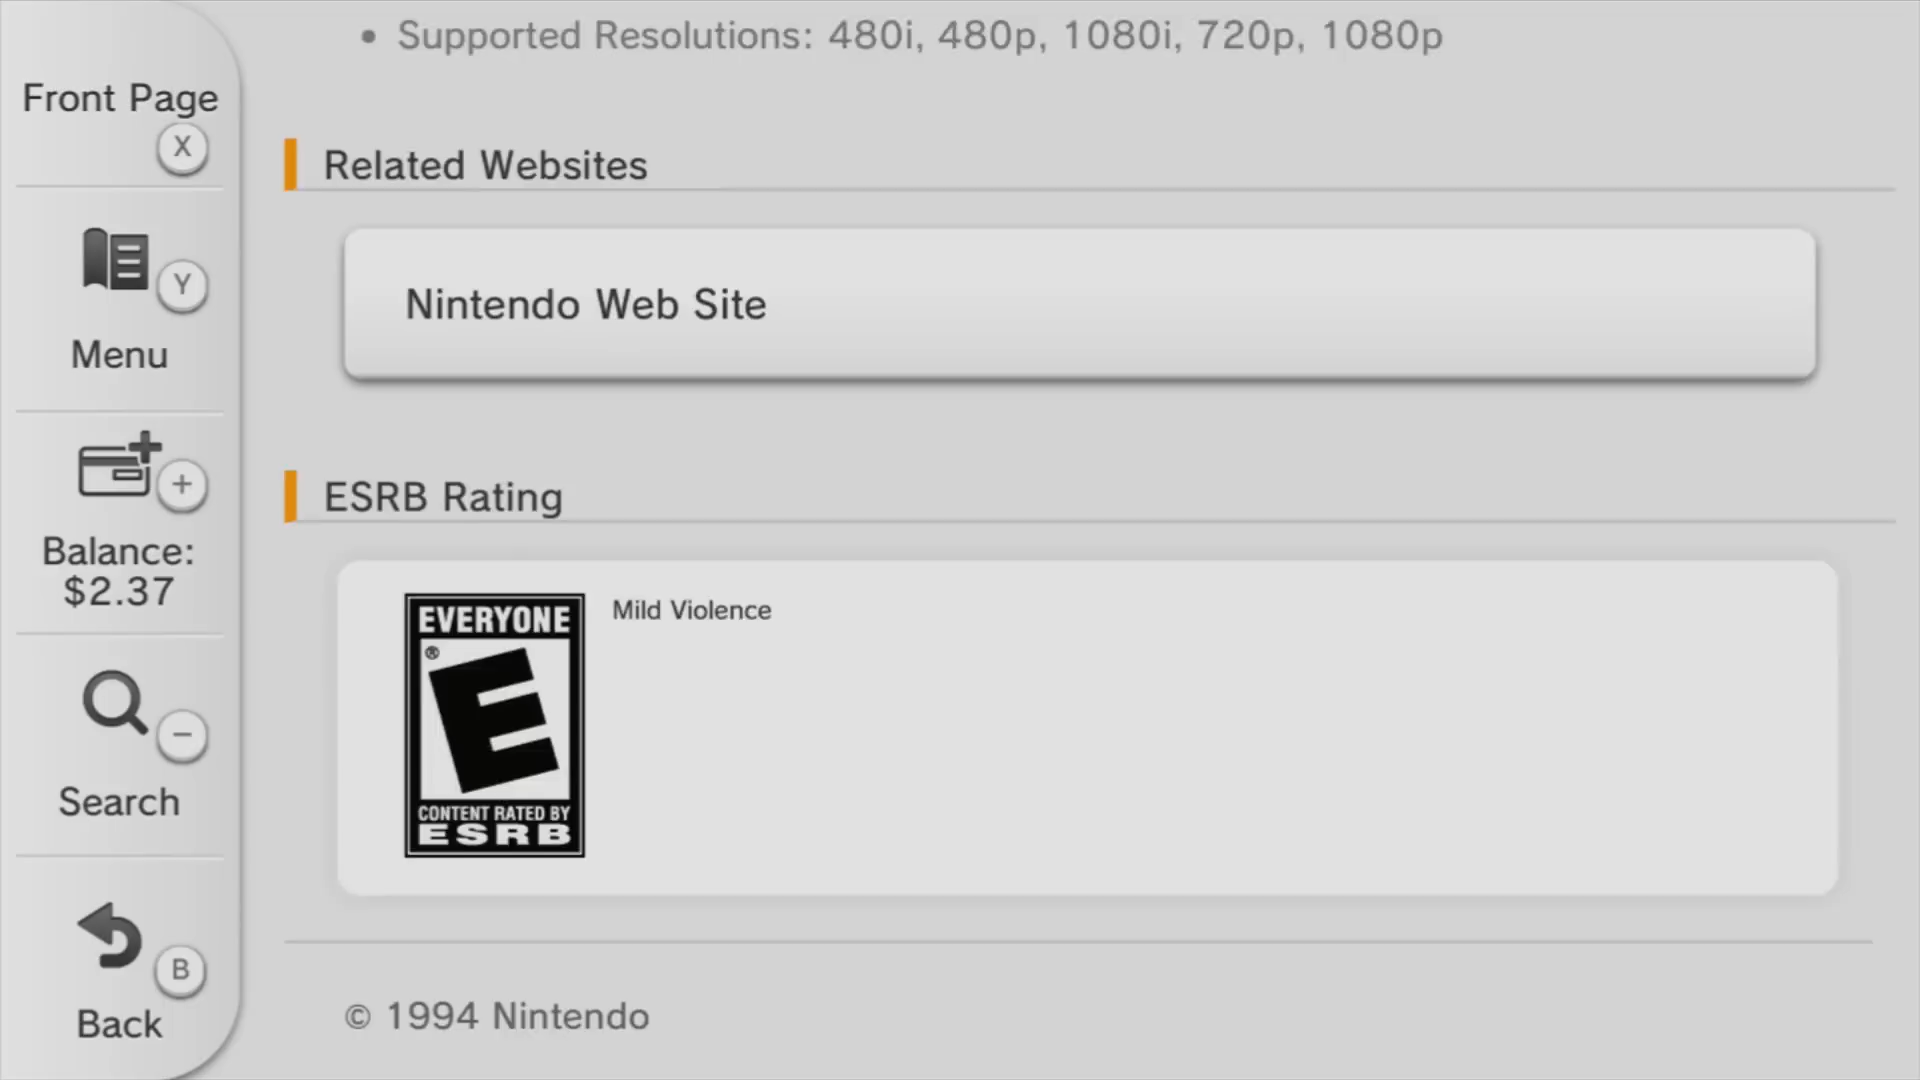 Front Page
X
Y
Menu
+
Balance:
$2.37
−
Search
B
Back
• Supported Resolutions: 480i, 480p, 1080i, 720p, 1080p
Related Websites
Nintendo Web Site
ESRB Rating
EVERYONE
®
E
CONTENT RATED BY
ESRB
Mild Violence
© 1994 Nintendo